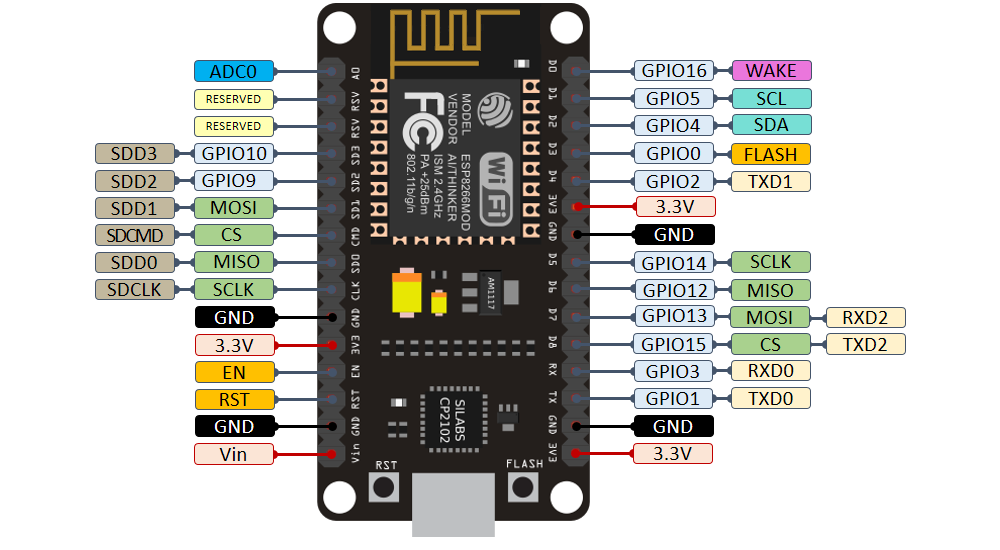 ADC0
RESERVED
RESERVED
SDD3 GPIO10
SDD2 GPIO9
SDD1 MOSI
SDCMD CS
SDD0 MISO
SDCLK SCLK
GND
3.3V
EN
RST
GND
Vin
A0
RSV
RSV
SD3
SD2
SD1
CMD
SD0
CLK
GND
3V3
EN
RST
GND
Vin
MODEL ESP8266MOD
VENDOR AI/THINKER
ISM 2.4GHz
PA +25dBm
802.11b/g/n
FC
WiFi
AM1117
SILABS
CP2102
RST
FLASH
D0
D1
D2
D3
D4
3V3
GND
D5
D6
D7
D8
RX
TX
GND
3V3
GPIO16 WAKE
GPIO5 SCL
GPIO4 SDA
GPIO0 FLASH
GPIO2 TXD1
3.3V
GND
GPIO14 SCLK
GPIO12 MISO
GPIO13 MOSI RXD2
GPIO15 CS TXD2
GPIO3 RXD0
GPIO1 TXD0
GND
3.3V